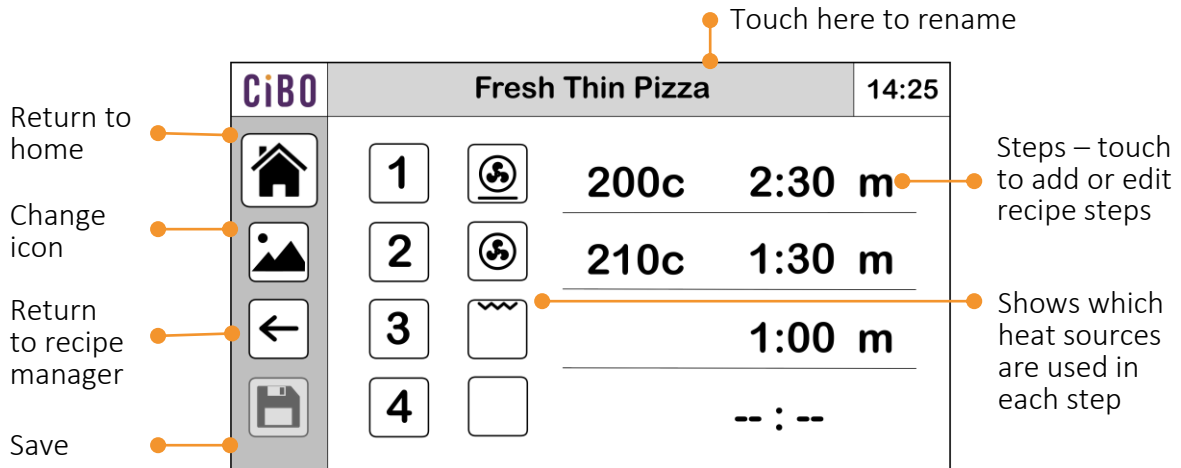 Touch here to rename
CiBO
Fresh Thin Pizza
14:25
Return to
home
Change
icon
Return
to recipe
manager
Save
1
200c 2:30 m
2
210c 1:30 m
3
1:00 m
4
-- : --
Steps – touch
to add or edit
recipe steps
Shows which
heat sources
are used in
each step